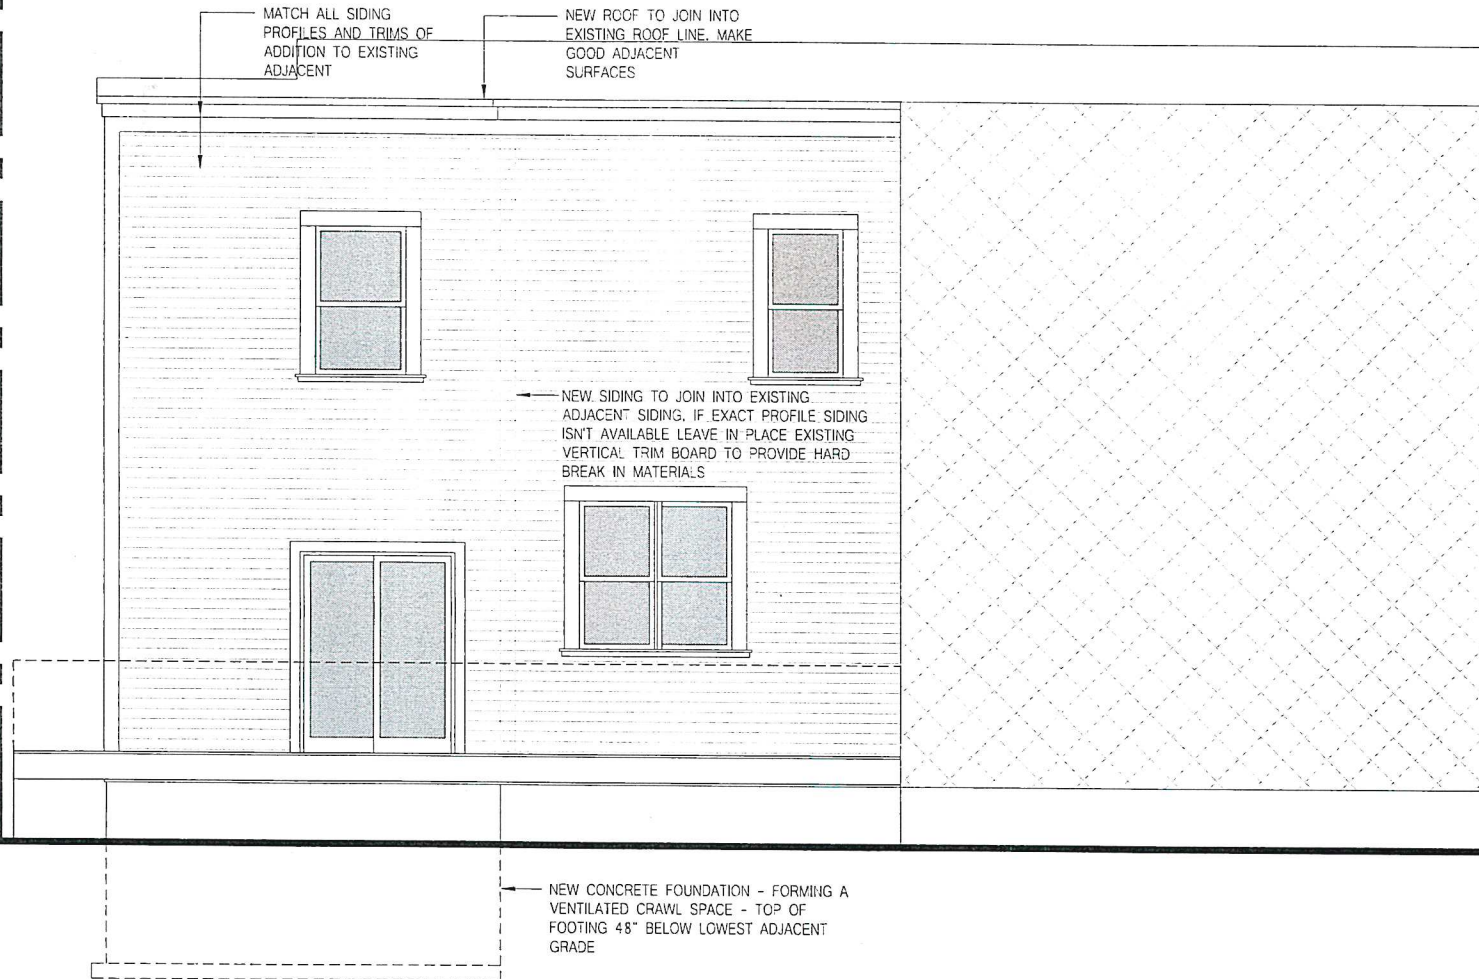 MATCH ALL SIDING
PROFILES AND TRIMS OF
ADDITION TO EXISTING
ADJACENT
NEW ROOF TO JOIN INTO
EXISTING ROOF LINE. MAKE
GOOD ADJACENT
SURFACES
NEW SIDING TO JOIN INTO EXISTING
ADJACENT SIDING. IF EXACT PROFILE SIDING
ISN'T AVAILABLE LEAVE IN PLACE EXISTING
VERTICAL TRIM BOARD TO PROVIDE HARD
BREAK IN MATERIALS
NEW CONCRETE FOUNDATION - FORMING A
VENTILATED CRAWL SPACE - TOP OF
FOOTING 48" BELOW LOWEST ADJACENT
GRADE